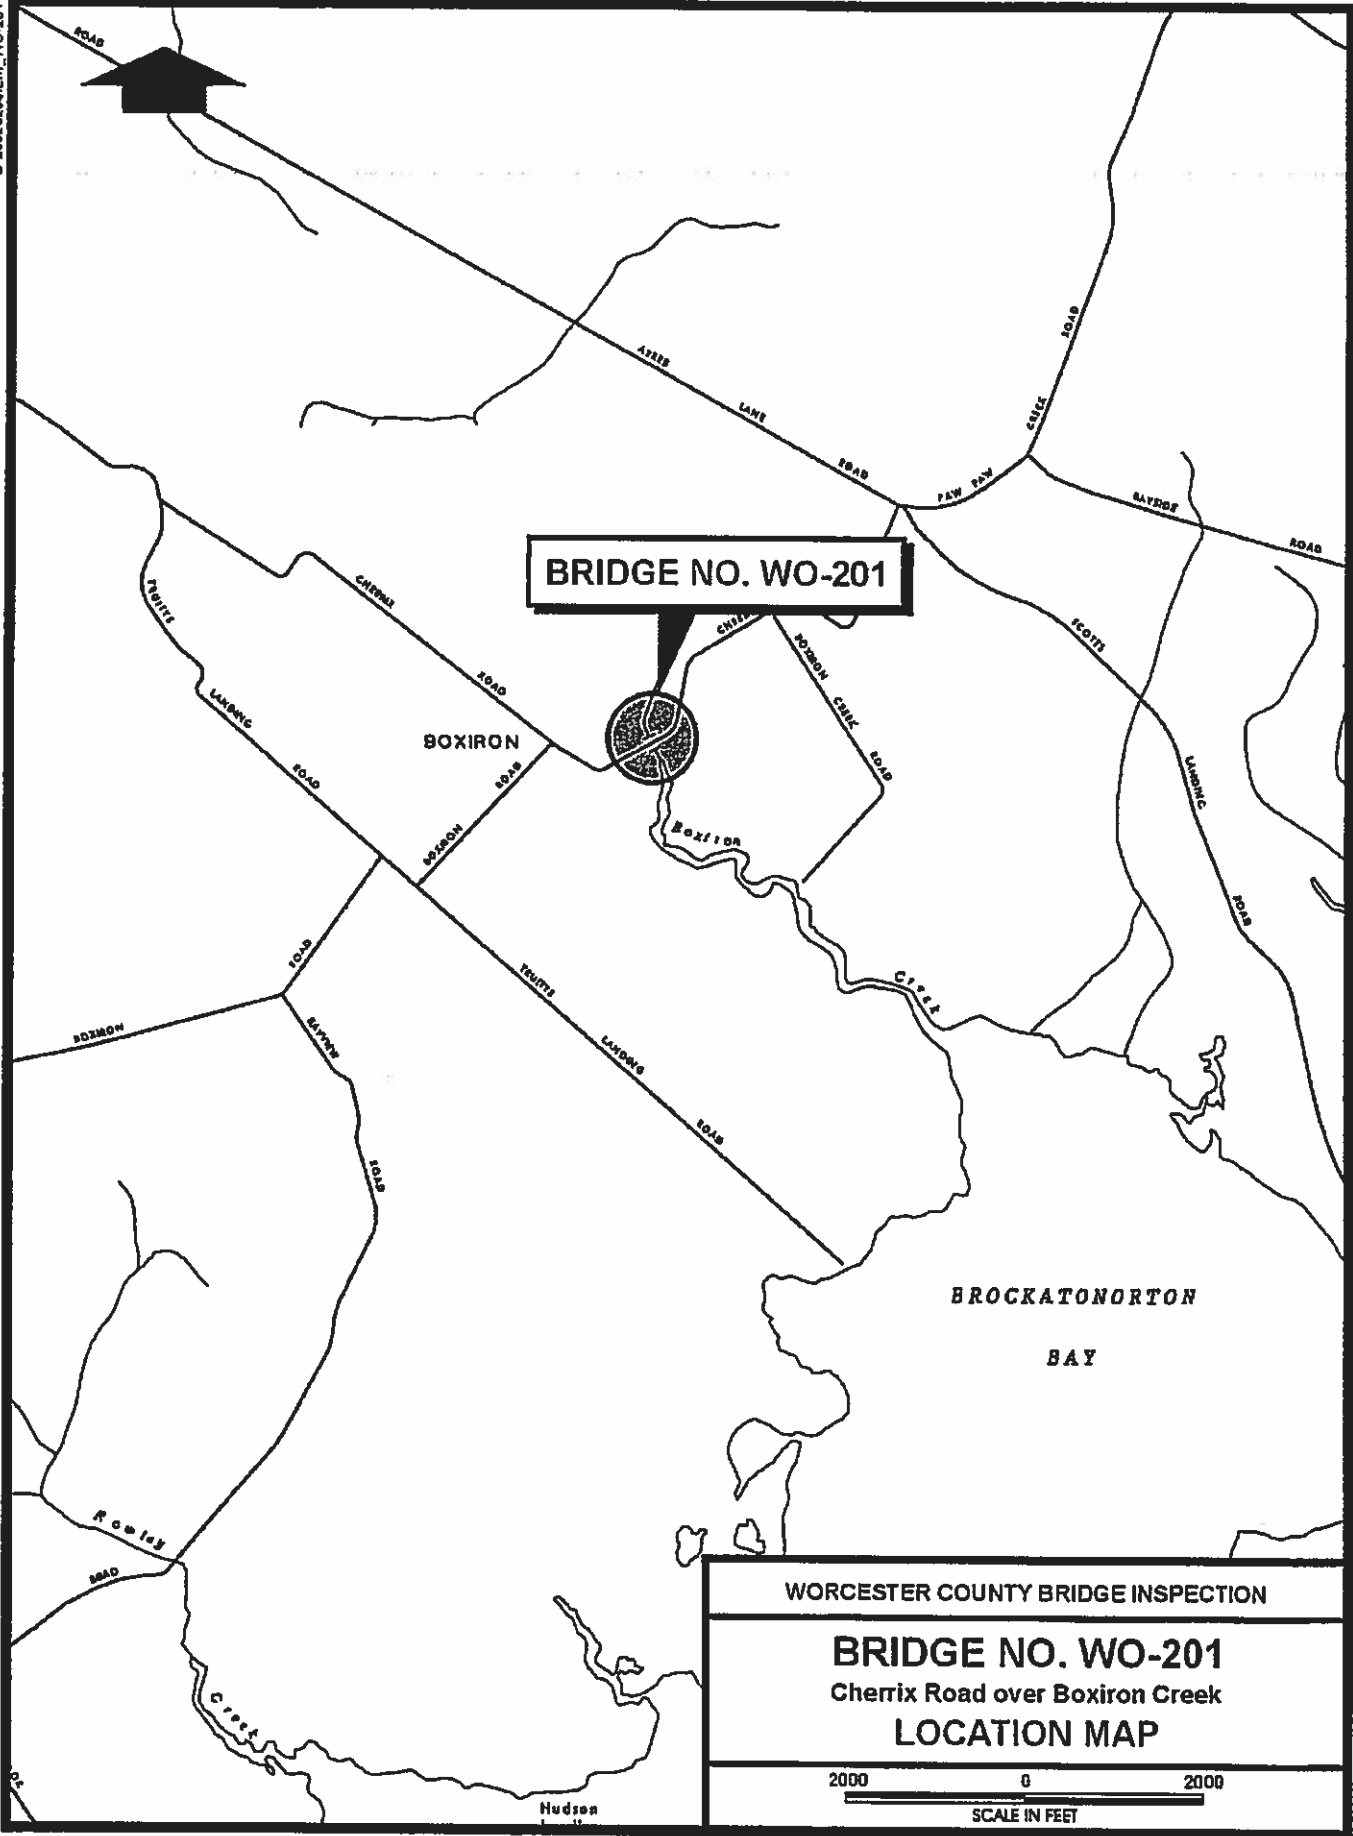 ROAD
AYRES
LANE
ROAD
CREEK
ROAD
PAW PAW
BAYSIDE
ROAD
BRIDGE NO. WO-201
CHERRIX
ROAD
LANDING
ROAD
BOXIRON
BOXIRON
ROAD
BOXIRON
CREEK
ROAD
SCOTTS
LANDING
ROAD
Boxiron
Creek
ROAD
BOXIRON
BAYVIEW
ROAD
TRUITTS
LANDING
ROAD
BROCKATONORTON
BAY
Rowley
ROAD
Creek
Hudson
WORCESTER COUNTY BRIDGE INSPECTION
BRIDGE NO. WO-201
Cherrix Road over Boxiron Creek
LOCATION MAP
2000 0 2000
SCALE IN FEET